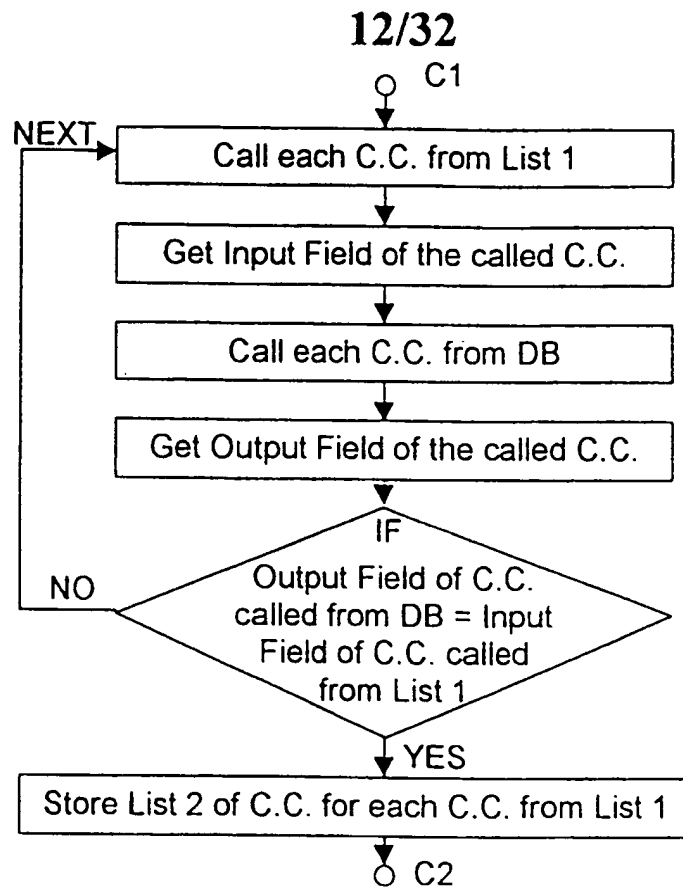 12/32
C1
NEXT
Call each C.C. from List 1
Get Input Field of the called C.C.
Call each C.C. from DB
Get Output Field of the called C.C.
IF
Output Field of C.C.
called from DB = Input
Field of C.C. called
from List 1
NO
YES
Store List 2 of C.C. for each C.C. from List 1
C2